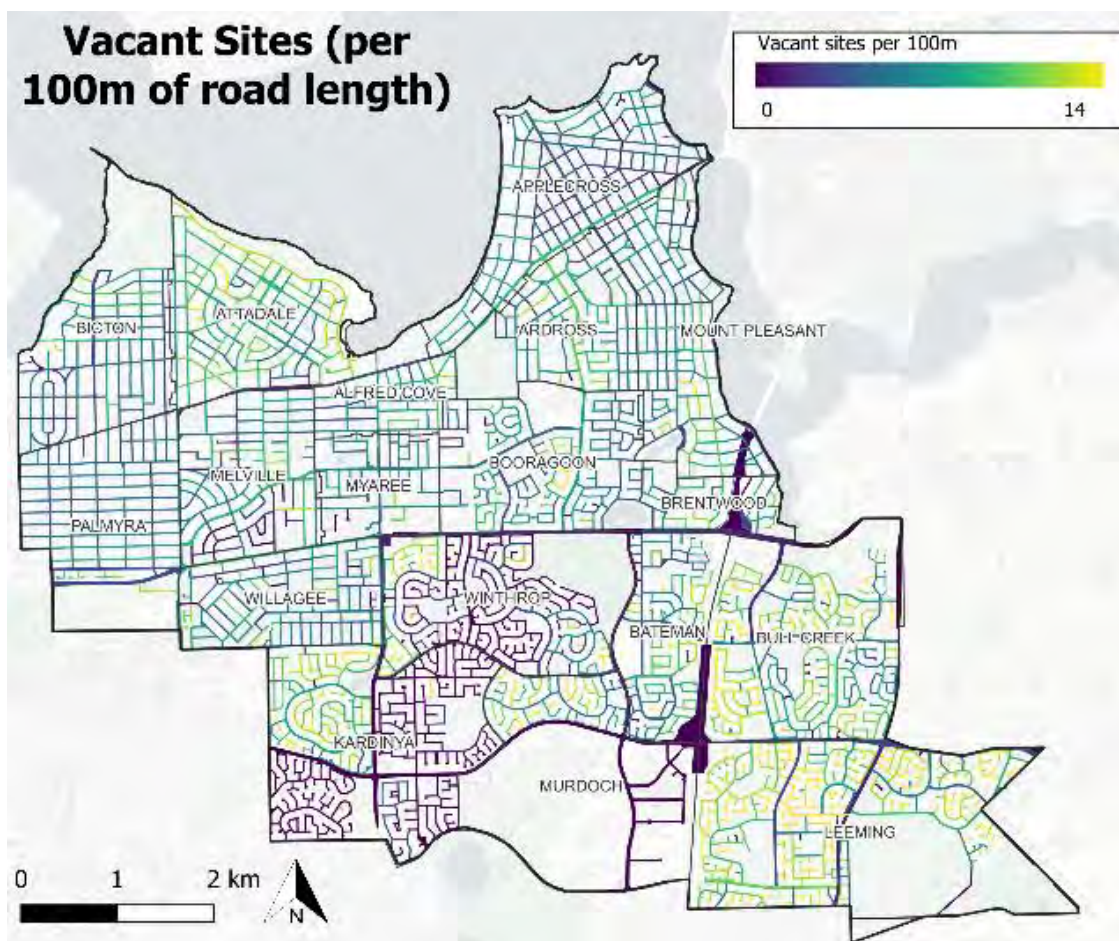 Vacant Sites (per
100m of road length)
Vacant sites per 100m
0 14
APPLECROSS
BICTON
ATTADALE
ARDROSS
MOUNT PLEASANT
ALFRED COVE
BOORAGOON
MELVILLE
MYAREE
BRENTWOOD
PALMYRA
WILLAGEE
WINTHROP
BATEMAN
BULL CREEK
KARDINYA
MURDOCH
LEEMING
0 1 2 km
N